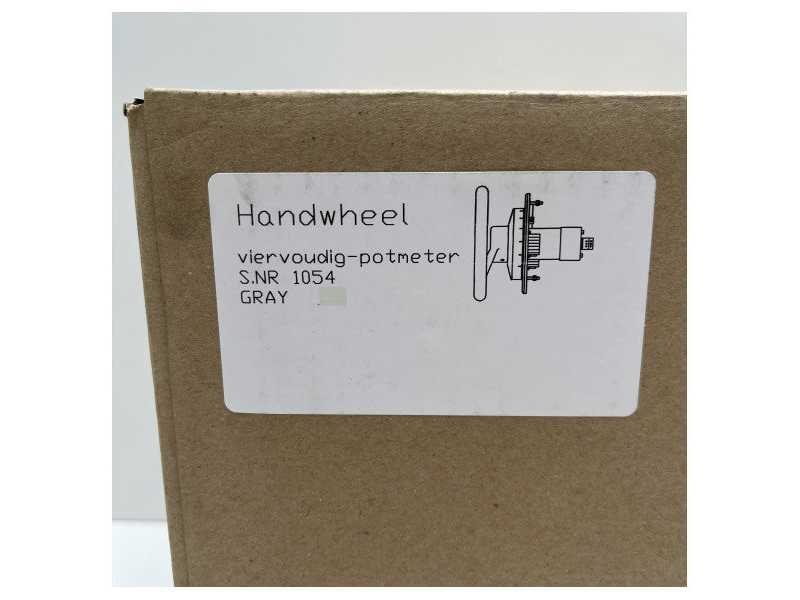 Handwheel
viervoudig-potmeter
S.NR 1054
GRAY